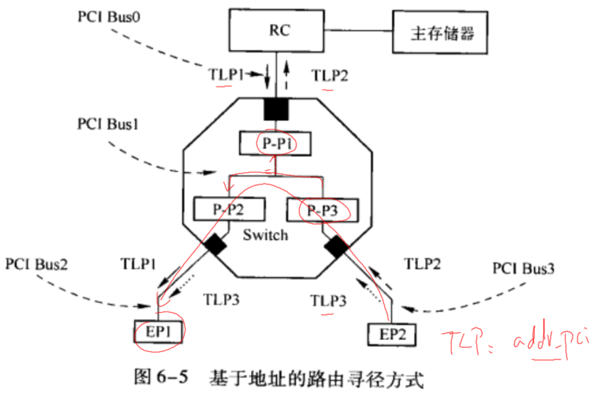 PCI Bus0
RC
主存储器
TLP1
TLP2
PCI Bus1
P-P1
P-P2
P-P3
Switch
PCI Bus2
TLP1
TLP3
TLP2
TLP3
PCI Bus3
EP1
EP2
TLP: addr_pci
图 6-5 基于地址的路由寻径方式